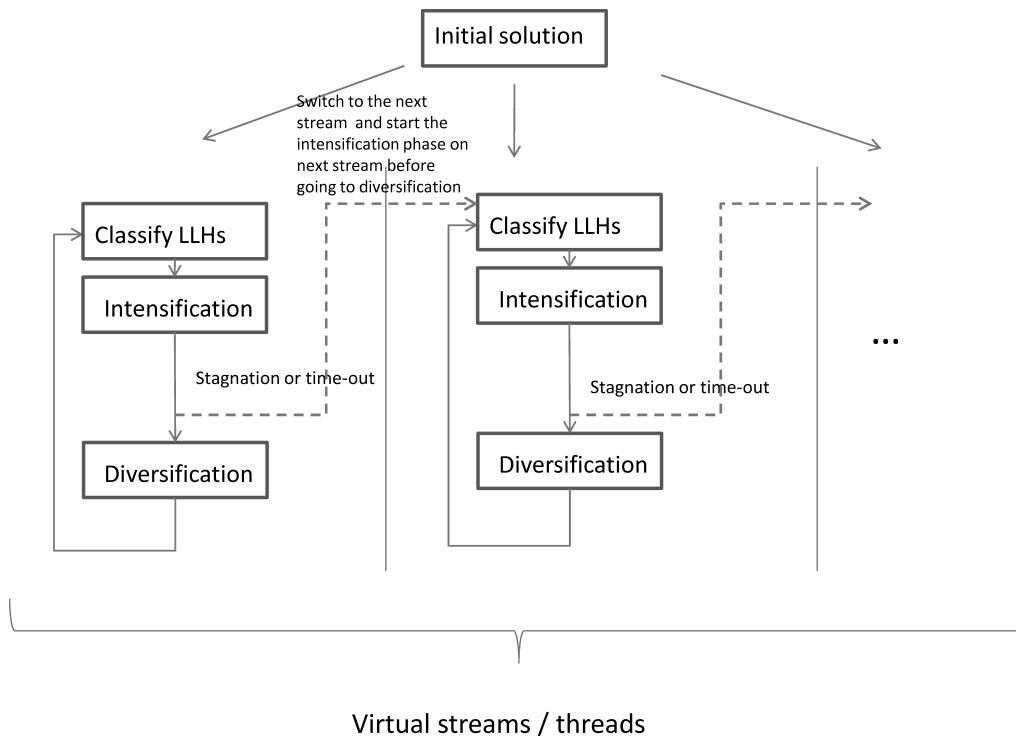 Initial solution
Switch to the next
stream and start the
intensification phase on
next stream before
going to diversification
Classify LLHs
Intensification
Stagnation or time-out
Diversification
Classify LLHs
Intensification
Stagnation or time-out
Diversification
...
Virtual streams / threads